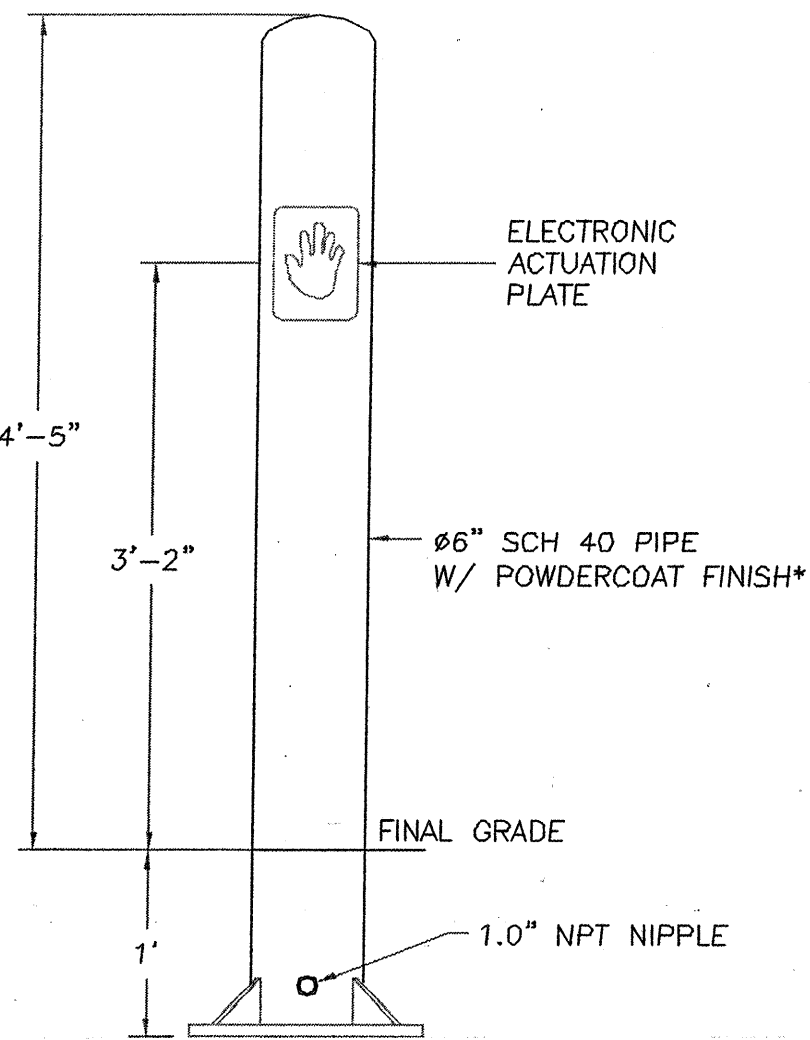 ELECTRONIC
ACTUATION
PLATE
4'-5"
3'-2"
ø6" SCH 40 PIPE
W/ POWDERCOAT FINISH*
FINAL GRADE
1'
1.0" NPT NIPPLE